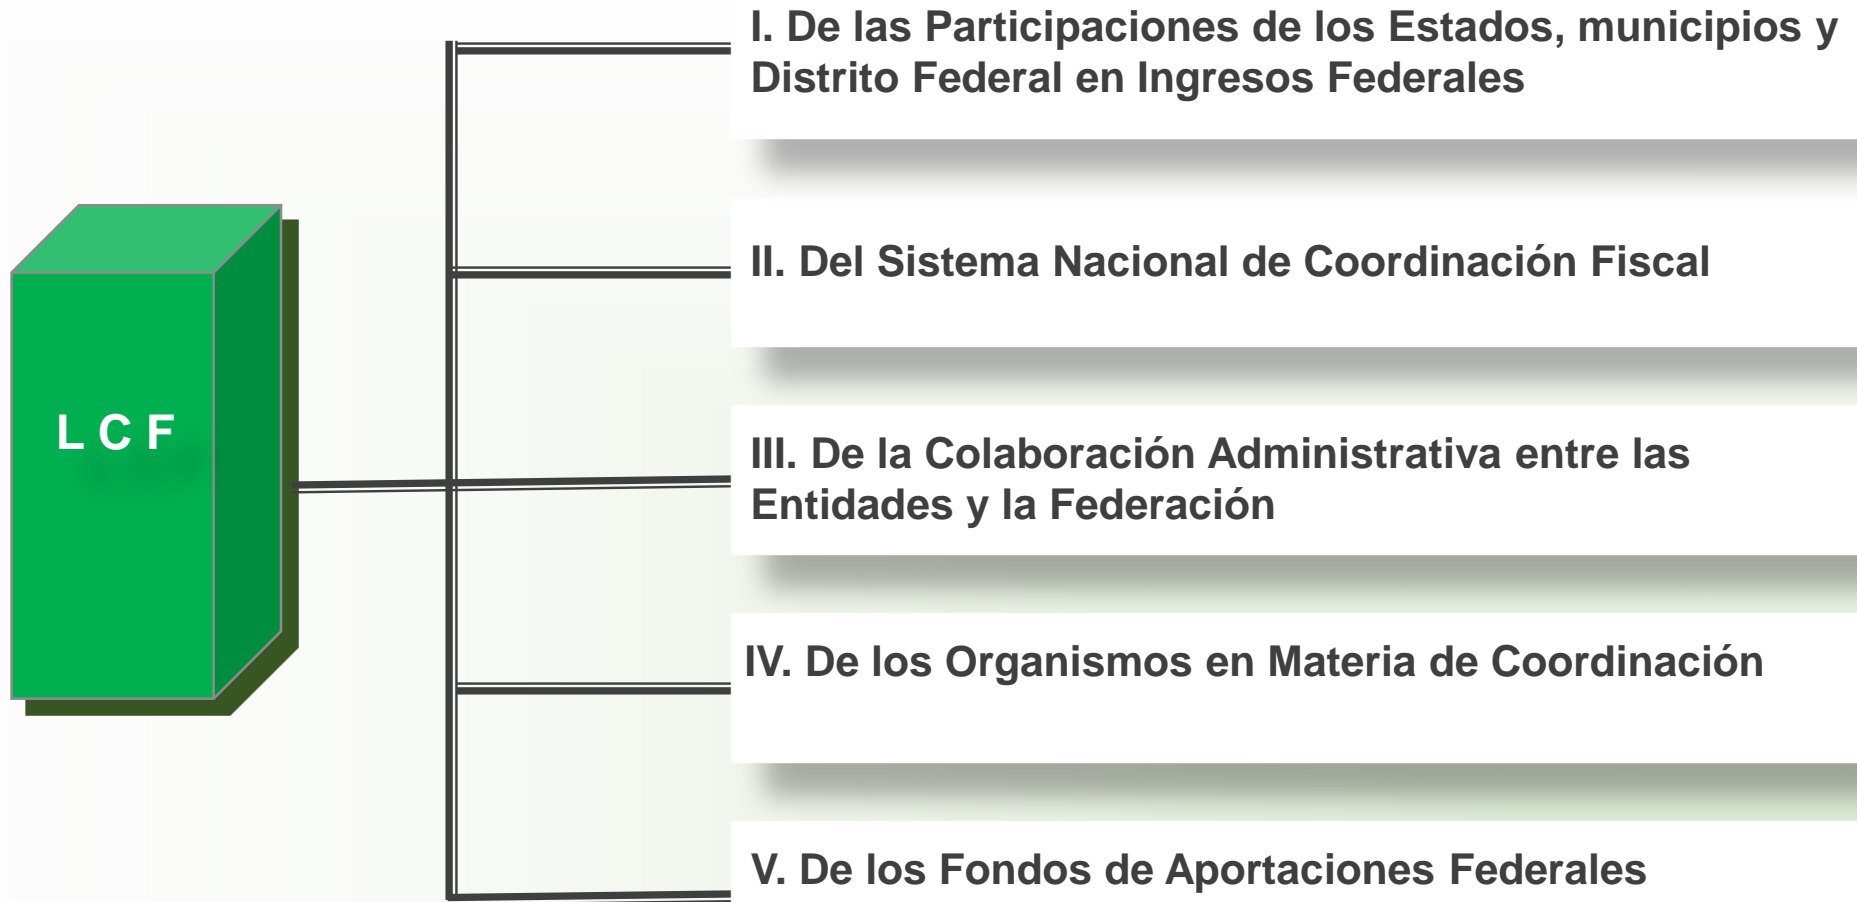 I. De las Participaciones de los Estados, municipios y
Distrito Federal en Ingresos Federales
II. Del Sistema Nacional de Coordinación Fiscal
L C F
III. De la Colaboración Administrativa entre las
Entidades y la Federación
IV. De los Organismos en Materia de Coordinación
V. De los Fondos de Aportaciones Federales